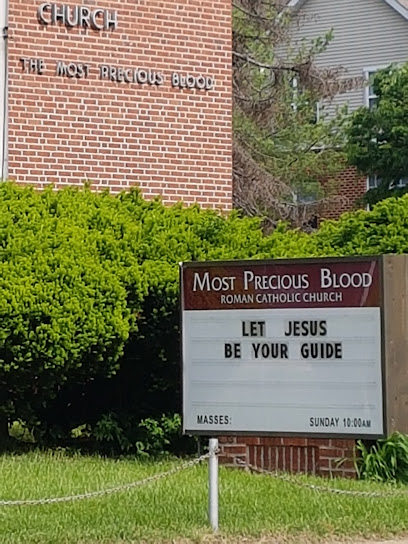 CHURCH
THE MOST PRECIOUS BLOOD
MOST PRECIOUS BLOOD
ROMAN CATHOLIC CHURCH
LET JESUS
BE YOUR GUIDE
MASSES: SUNDAY 10:00AM